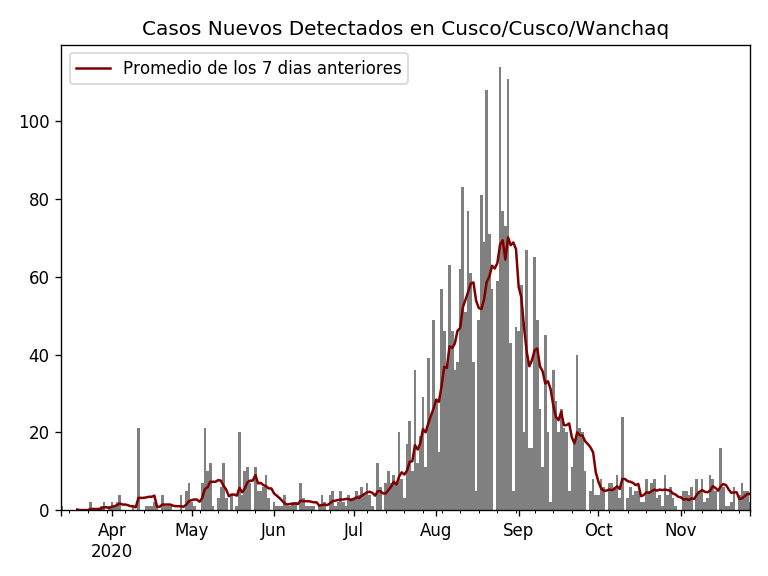 Casos Nuevos Detectados en Cusco/Cusco/Wanchaq
Promedio de los 7 dias anteriores
100
80
60
40
20
0
Apr May Jun Jul Aug Sep Oct Nov
2020